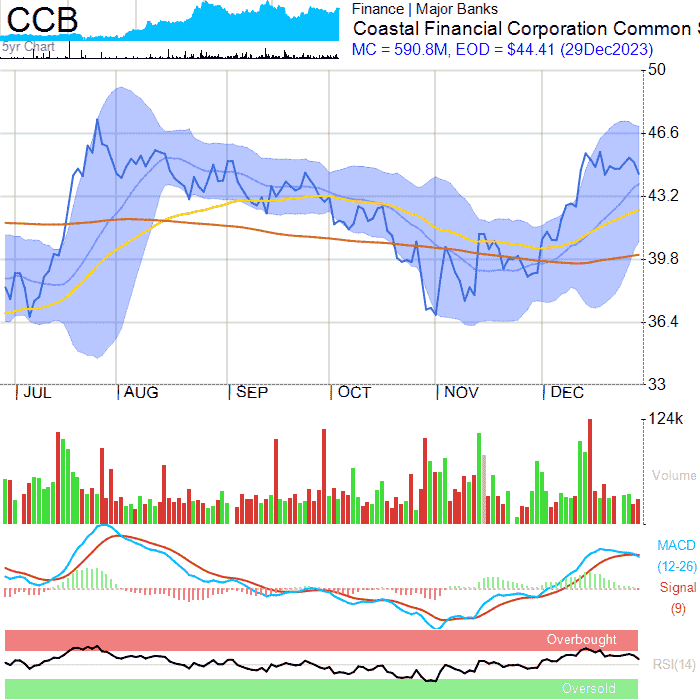 CCB
5yr Chart
Finance | Major Banks
Coastal Financial Corporation Common S
MC = 590.8M, EOD = $44.41 (29Dec2023)
50
46.6
43.2
39.8
36.4
33
JUL AUG SEP OCT NOV DEC
124k
Volume
MACD
(12-26)
Signal
(9)
Overbought
RSI(14)
Oversold